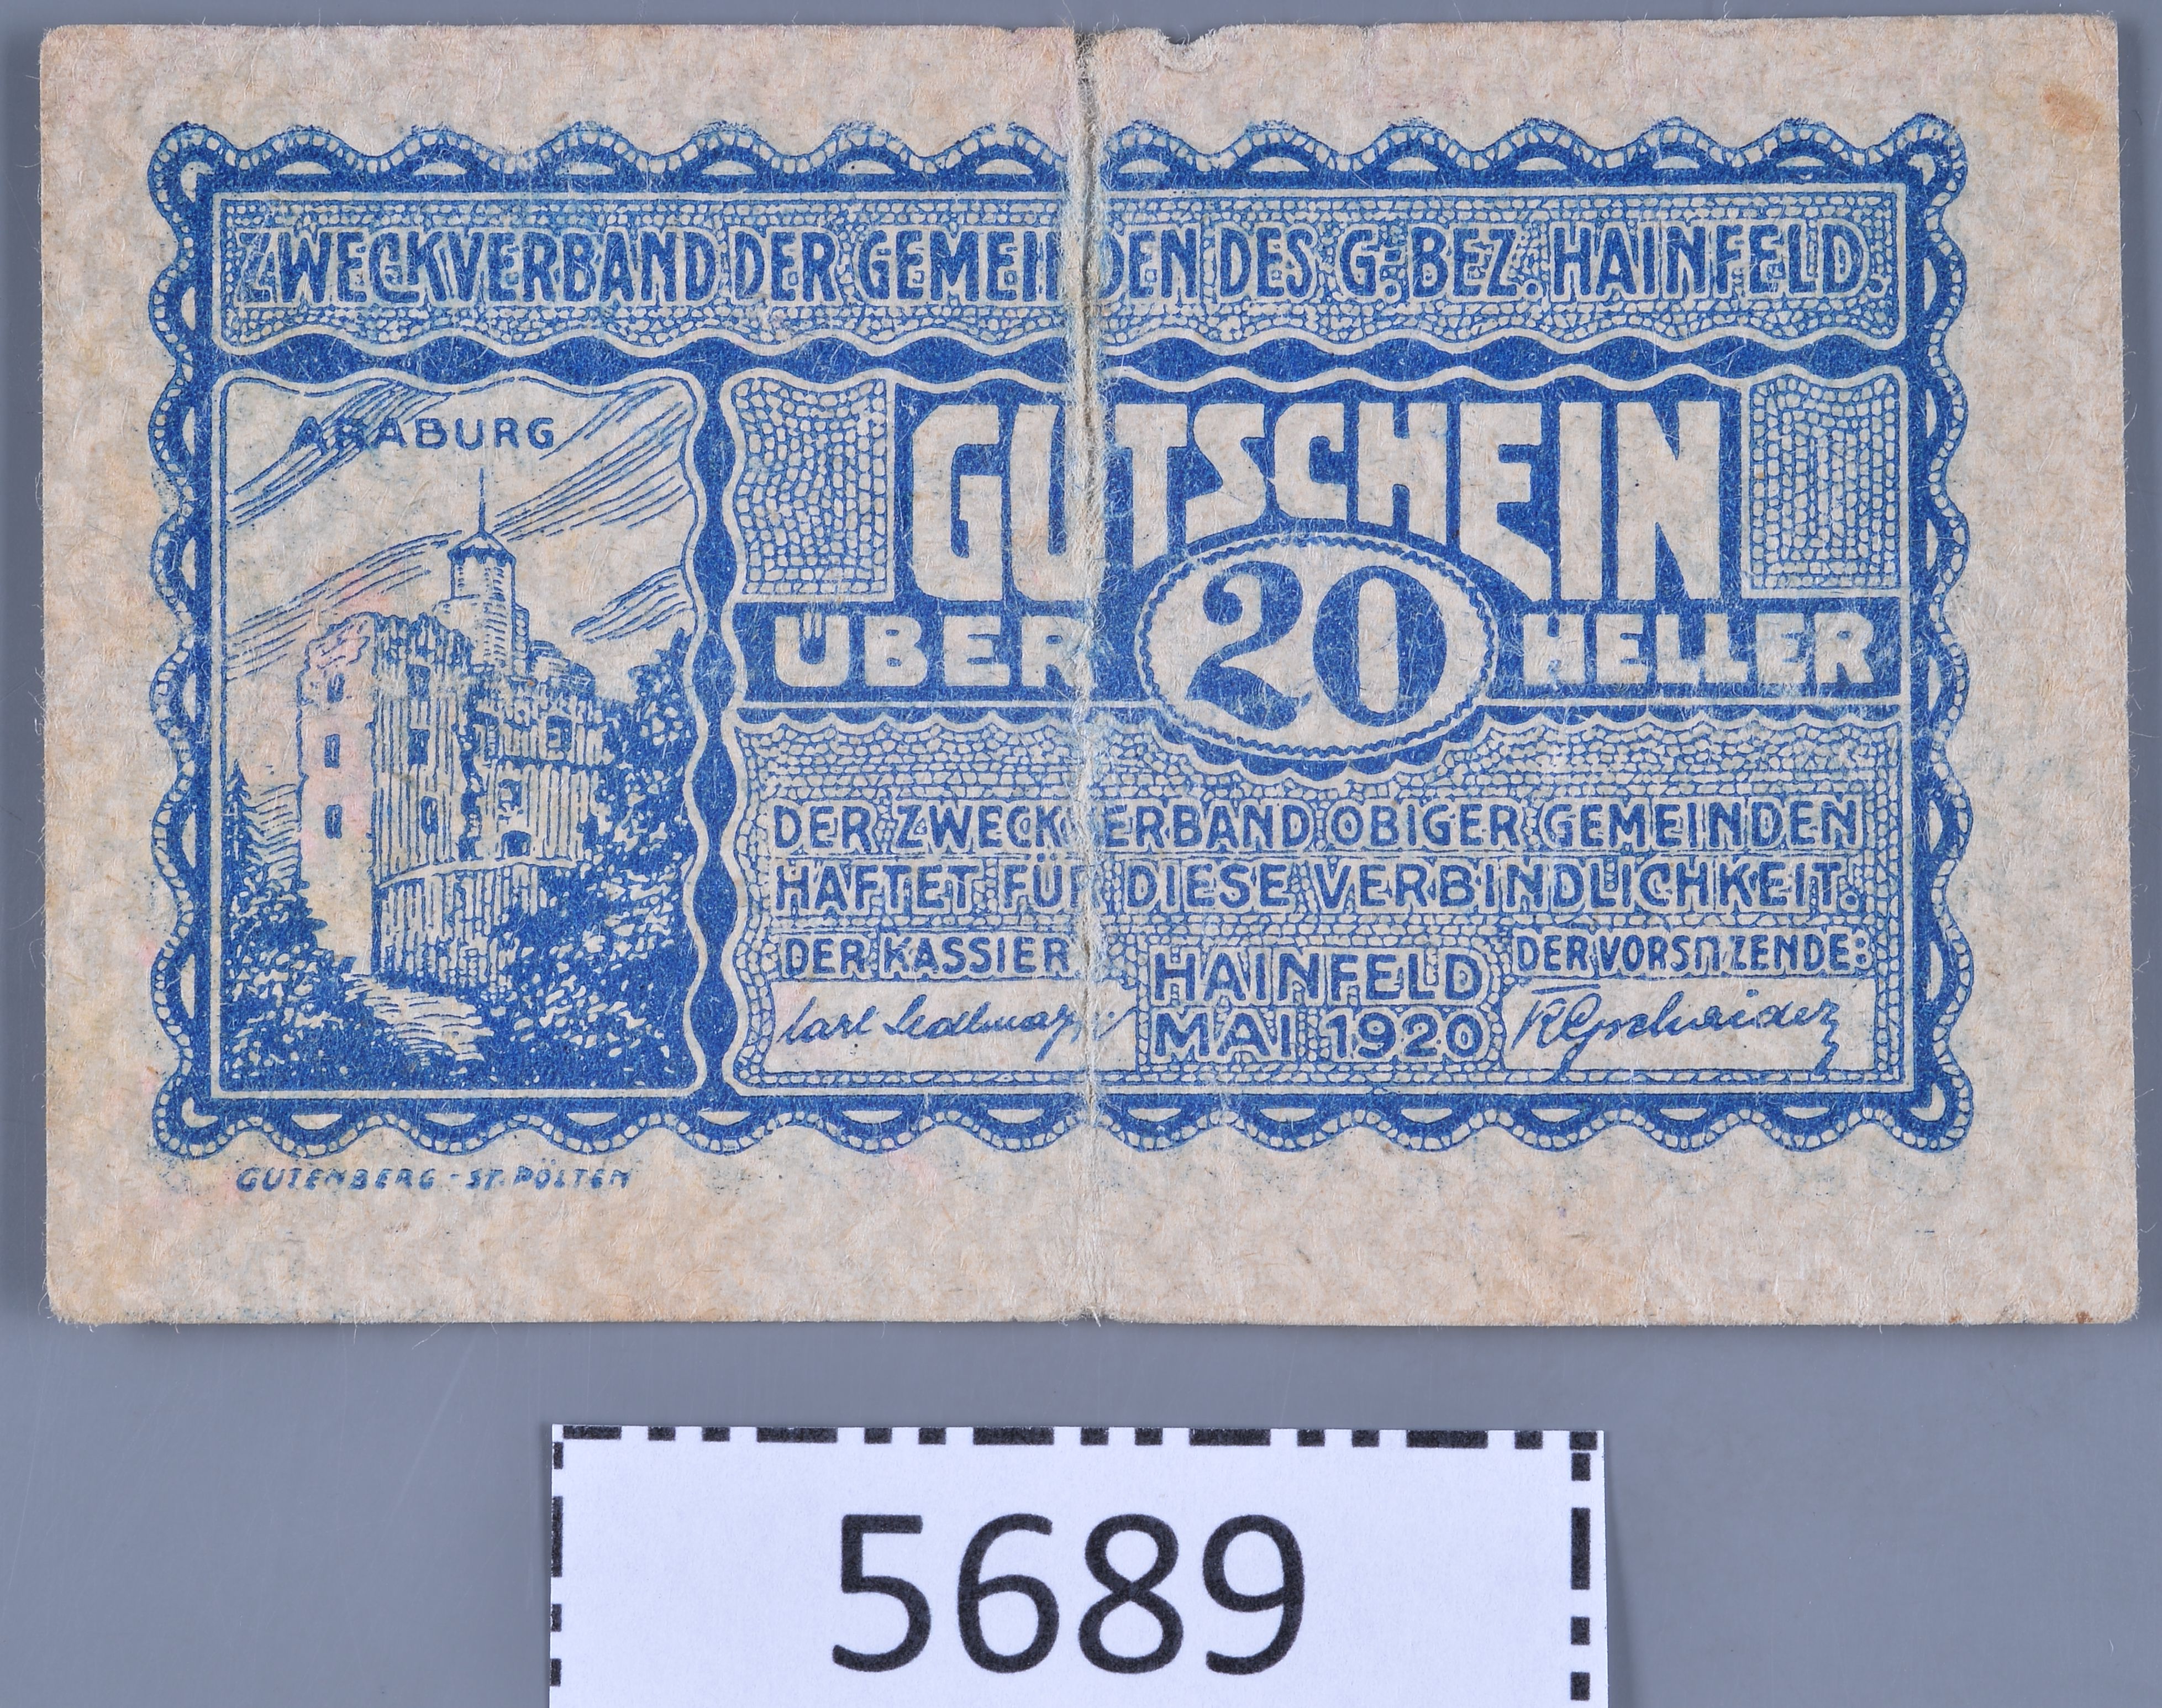 ZWECKVERBAND DER GEMEINDEN DES G. BEZ. HAINFELD.
ARABURG
GUTSCHEIN
ÜBER 20 HELLER
DER ZWECKVERBAND OBIGER GEMEINDEN
HAFTET FÜR DIESE VERBINDLICHKEIT.
DER KASSIER
HAINFELD
MAI 1920
DER VORSITZENDE:
GUTENBERG - ST. PÖLTEN
5689